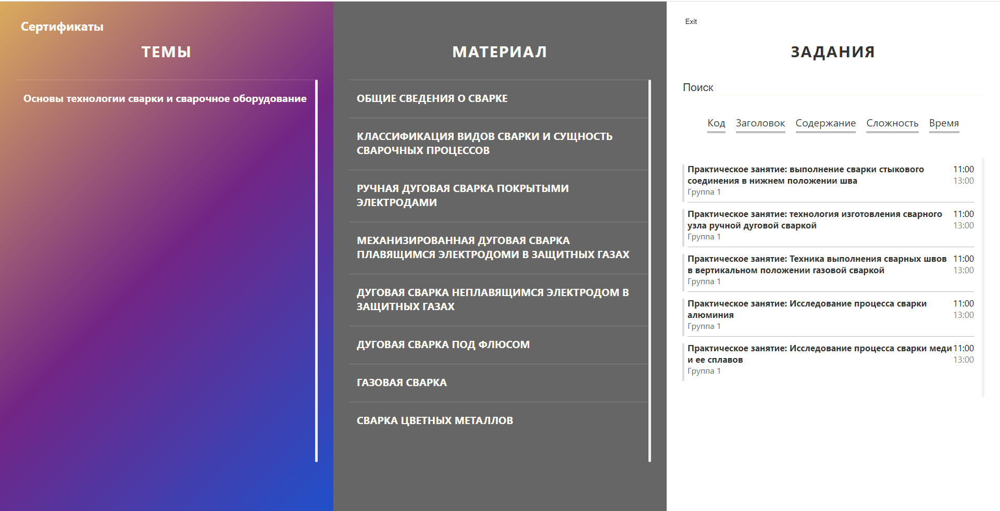 Сертификаты
ТЕМЫ
Основы технологии сварки и сварочное оборудование
МАТЕРИАЛ
ОБЩИЕ СВЕДЕНИЯ О СВАРКЕ
КЛАССИФИКАЦИЯ ВИДОВ СВАРКИ И СУЩНОСТЬ
СВАРОЧНЫХ ПРОЦЕССОВ
РУЧНАЯ ДУГОВАЯ СВАРКА ПОКРЫТЫМИ
ЭЛЕКТРОДАМИ
МЕХАНИЗИРОВАННАЯ ДУГОВАЯ СВАРКА
ПЛАВЯЩИМСЯ ЭЛЕКТРОДОМИ В ЗАЩИТНЫХ ГАЗАХ
ДУГОВАЯ СВАРКА НЕПЛАВЯЩИМСЯ ЭЛЕКТРОДОМ В
ЗАЩИТНЫХ ГАЗАХ
ДУГОВАЯ СВАРКА ПОД ФЛЮСОМ
ГАЗОВАЯ СВАРКА
СВАРКА ЦВЕТНЫХ МЕТАЛЛОВ
Exit
ЗАДАНИЯ
Поиск
Код Заголовок Содержание Сложность Время
Практическое занятие: выполнение сварки стыкового 11:00
соединения в нижнем положении шва 13:00
Группа 1
Практическое занятие: технология изготовления сварного 11:00
узла ручной дуговой сваркой 13:00
Группа 1
Практическое занятие: Техника выполнения сварных швов 11:00
в вертикальном положении газовой сваркой 13:00
Группа 1
Практическое занятие: Исследование процесса сварки 11:00
алюминия 13:00
Группа 1
Практическое занятие: Исследование процесса сварки меди 11:00
и ее сплавов 13:00
Группа 1